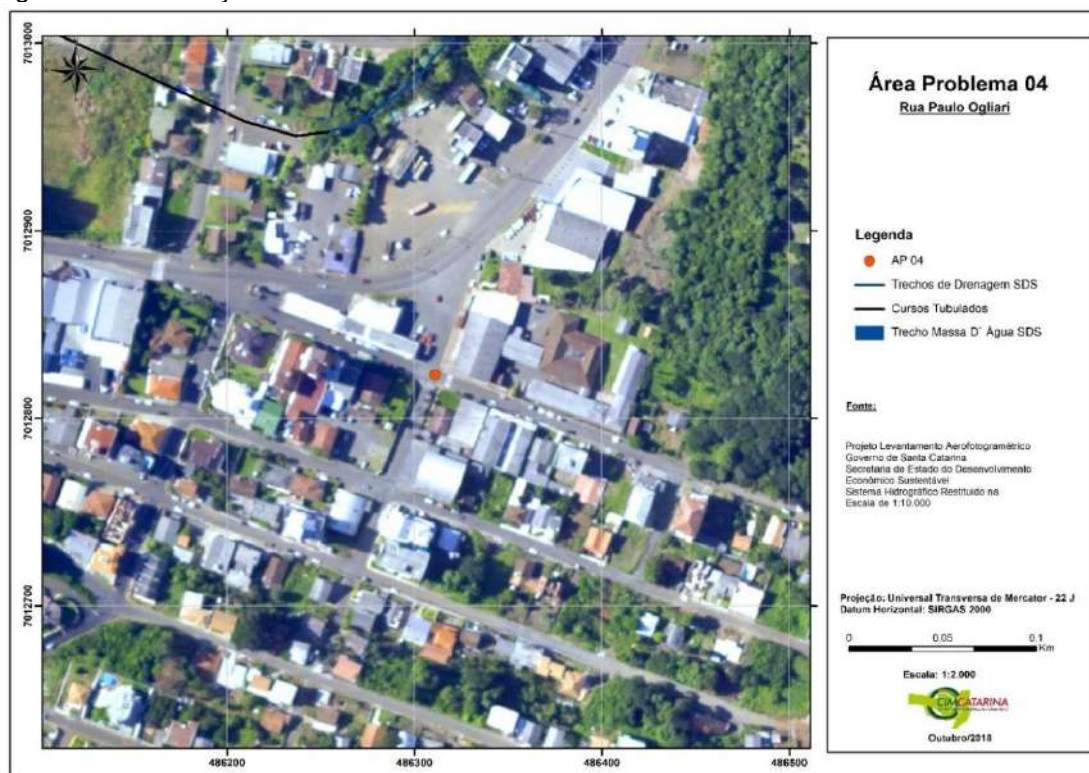 Área Problema 04
Rua Paulo Ogliari
Legenda
AP 04
Trechos de Drenagem SDS
Cursos Tubulados
Trecho Massa D´ Água SDS
Fonte:
Projeto Levantamento Aerofotogramétrico
Governo de Santa Catarina
Secretaria de Estado do Desenvolvimento
Econômico Sustentável
Sistema Hidrográfico Restituído na
Escala de 1:10.000
Projeção: Universal Transversa de Mercator - 22 J
Datum Horizontal: SIRGAS 2000
0 0.05 0.1
Km
Escala: 1:2.000
CIMCATARINA
Outubro/2018
7013000
7012900
7012800
7012700
486200 486300 486400 486500